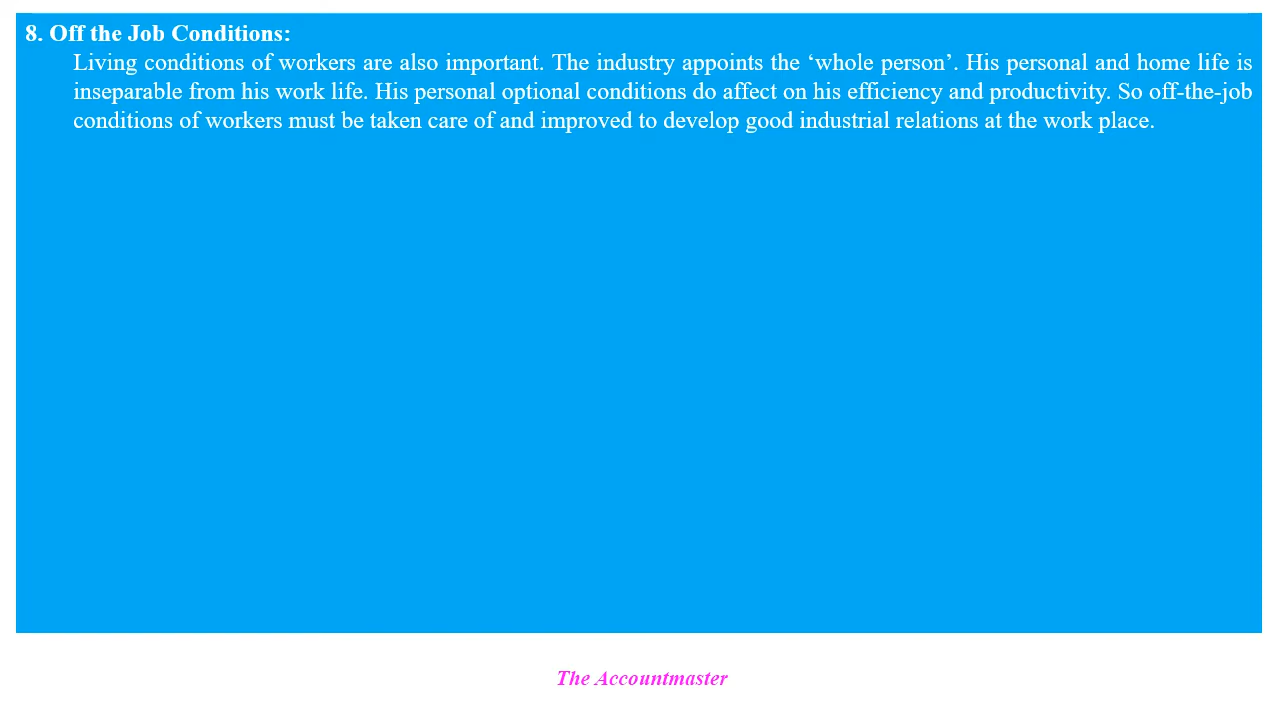 8. Off the Job Conditions:
Living conditions of workers are also important. The industry appoints the ‘whole person’. His personal and home life is
inseparable from his work life. His personal optional conditions do affect on his efficiency and productivity. So off-the-job
conditions of workers must be taken care of and improved to develop good industrial relations at the work place.
The Accountmaster